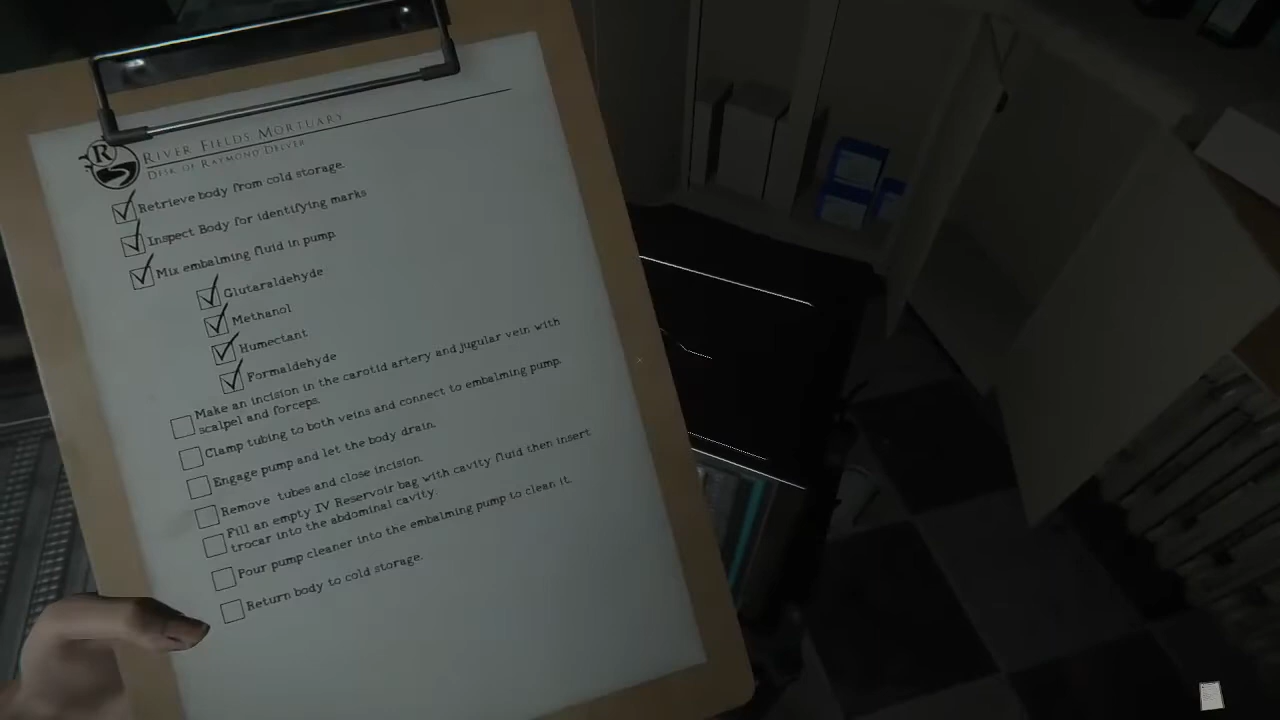 R
RIVER FIELDS MORTUARY
DESK OF RAYMOND DELVER
Retrieve body from cold storage.
Inspect Body for identifying marks
Mix embalming fluid in pump.
Glutaraldehyde
Methanol
Humectant
Formaldehyde
Make an incision in the carotid artery and jugular vein with
scalpel and forceps.
Clamp tubing to both veins and connect to embalming pump.
Engage pump and let the body drain.
Remove tubes and close incision.
Fill an empty IV Reservoir bag with cavity fluid then insert
trocar into the abdominal cavity.
Pour pump cleaner into the embalming pump to clean it.
Return body to cold storage.